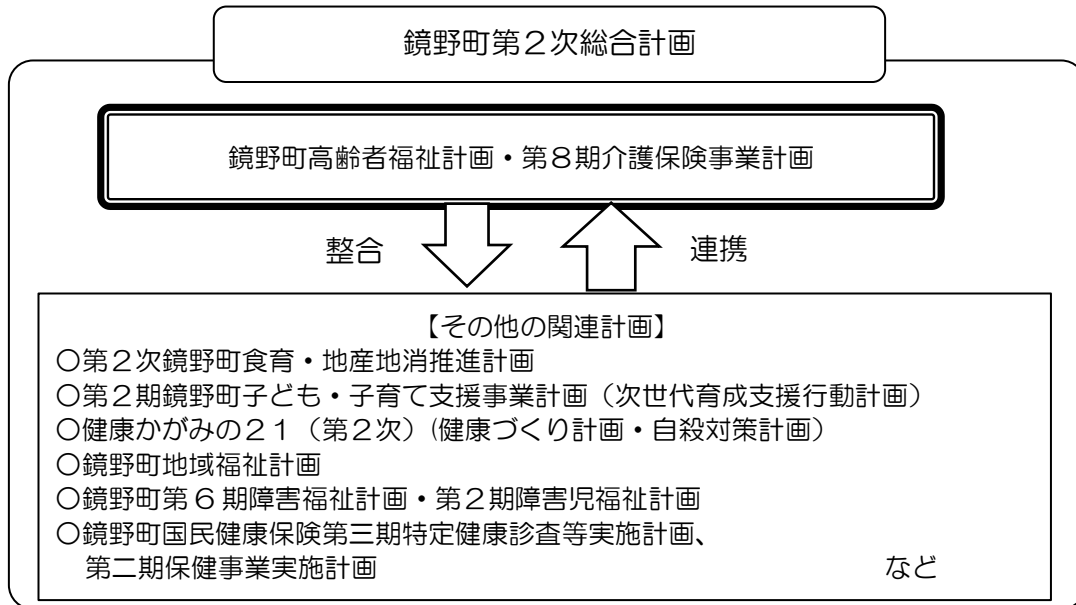 鏡野町第２次総合計画
鏡野町高齢者福祉計画・第８期介護保険事業計画
整合
連携
【その他の関連計画】
〇第２次鏡野町食育・地産地消推進計画
〇第２期鏡野町子ども・子育て支援事業計画（次世代育成支援行動計画）
〇健康かがみの２１（第２次）(健康づくり計画・自殺対策計画）
〇鏡野町地域福祉計画
〇鏡野町第６期障害福祉計画・第２期障害児福祉計画
〇鏡野町国民健康保険第三期特定健康診査等実施計画、
第二期保健事業実施計画　など